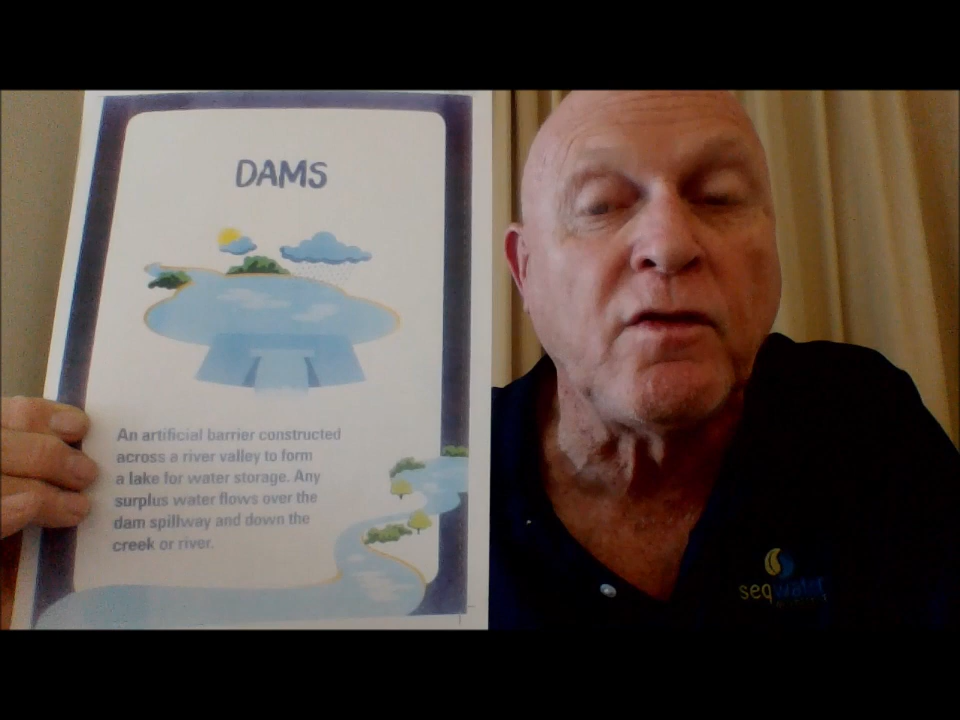 DAMS
An artificial barrier constructed
across a river valley to form
a lake for water storage. Any
surplus water flows over the
dam spillway and down the
creek or river.
seqwater